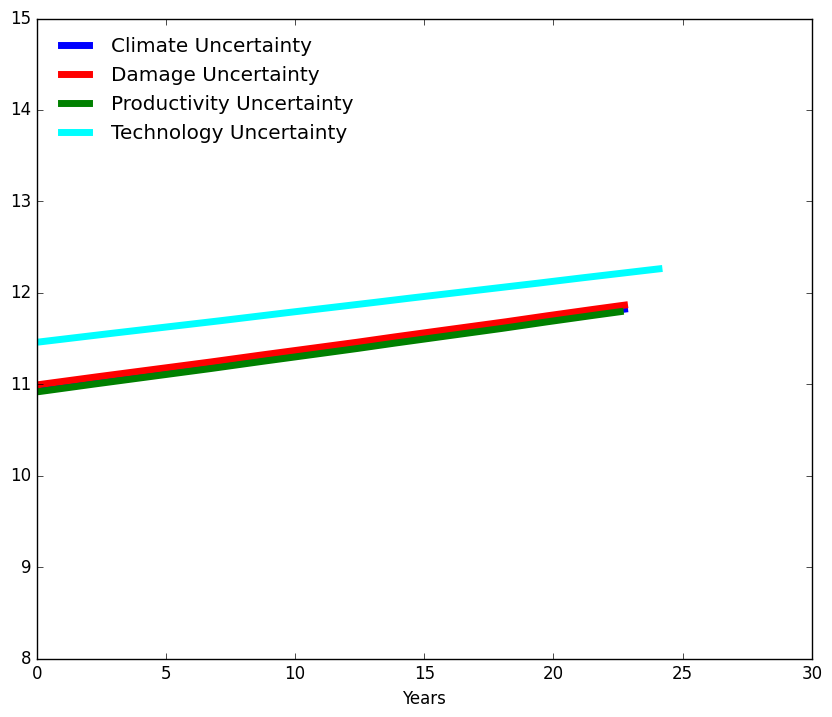 15
14
13
12
11
10
9
8
Climate Uncertainty
Damage Uncertainty
Productivity Uncertainty
Technology Uncertainty
0 5 10 15 20 25 30
Years